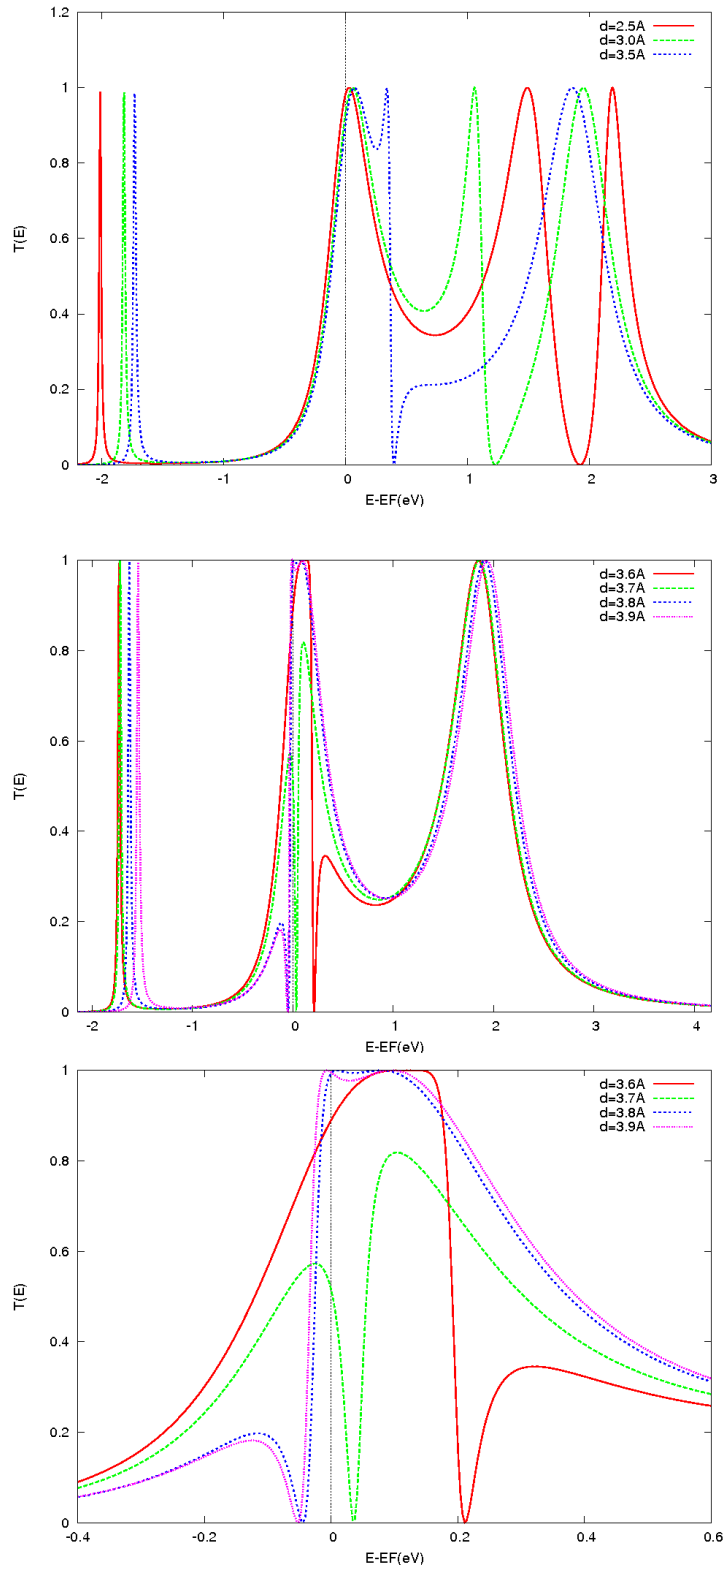 1.2
1
0.8
0.6
0.4
0.2
0
T(E)
d=2.5A
d=3.0A
d=3.5A
-2 -1 0 1 2 3
E-EF(eV)
1
0.8
0.6
0.4
0.2
0
T(E)
d=3.6A
d=3.7A
d=3.8A
d=3.9A
-2 -1 0 1 2 3 4
E-EF(eV)
1
0.8
0.6
0.4
0.2
0
T(E)
d=3.6A
d=3.7A
d=3.8A
d=3.9A
-0.4 -0.2 0 0.2 0.4 0.6
E-EF(eV)